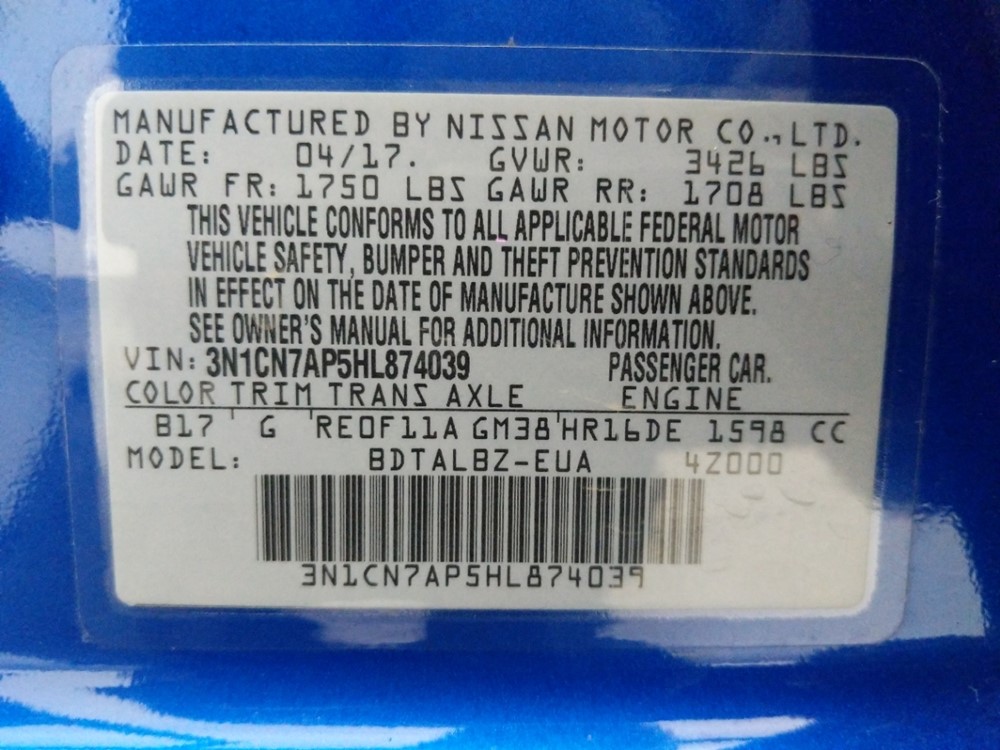 MANUFACTURED BY NISSAN MOTOR CO., LTD.
DATE: 04/17. GVWR: 3426 LBS
GAWR FR: 1750 LBS GAWR RR: 1708 LBS
THIS VEHICLE CONFORMS TO ALL APPLICABLE FEDERAL MOTOR
VEHICLE SAFETY, BUMPER AND THEFT PREVENTION STANDARDS
IN EFFECT ON THE DATE OF MANUFACTURE SHOWN ABOVE.
SEE OWNER'S MANUAL FOR ADDITIONAL INFORMATION.
VIN: 3N1CN7AP5HL874039 PASSENGER CAR.
COLOR TRIM TRANS AXLE ENGINE
B17 ' G 'RE0F11A GM38'HR16DE 1598 CC
MODEL: BDTALBZ-EUA 4Z000
3N1CN7AP5HL874039